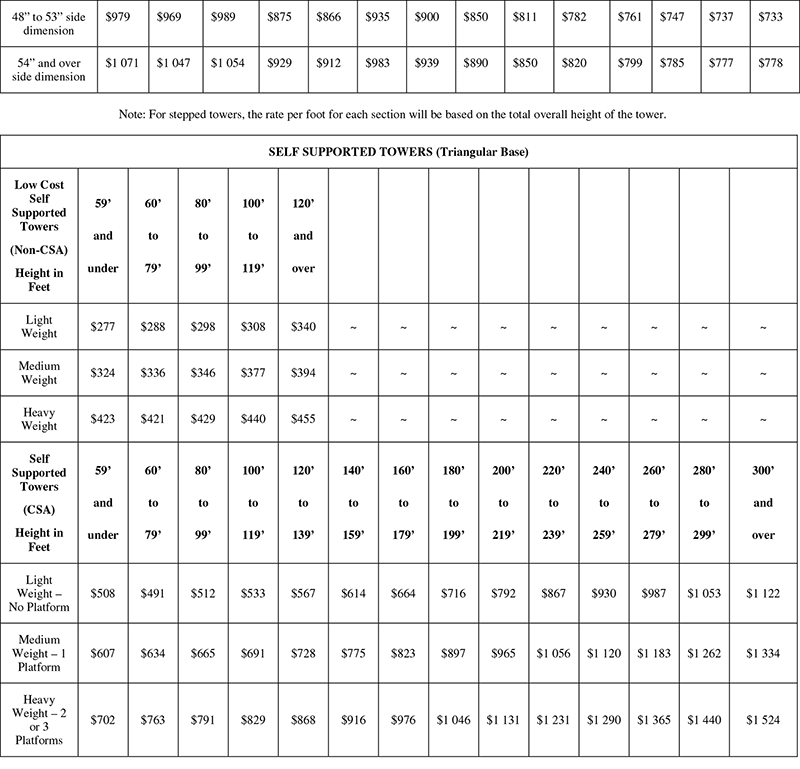 48” to 53” side dimension $979 $969 $989 $875 $866 $935 $900 $850 $811 $782 $761 $747 $737 $733
54” and over side dimension $1 071 $1 047 $1 054 $929 $912 $983 $939 $890 $850 $820 $799 $785 $777 $778
Note: For stepped towers, the rate per foot for each section will be based on the total overall height of the tower.
SELF SUPPORTED TOWERS (Triangular Base)
Low Cost Self Supported Towers (Non-CSA) Height in Feet 59’ and under 60’ to 79’ 80’ to 99’ 100’ to 119’ 120’ and over
Light Weight $277 $288 $298 $308 $340 ~ ~ ~ ~ ~ ~ ~ ~ ~
Medium Weight $324 $336 $346 $377 $394 ~ ~ ~ ~ ~ ~ ~ ~ ~
Heavy Weight $423 $421 $429 $440 $455 ~ ~ ~ ~ ~ ~ ~ ~ ~
Self Supported Towers (CSA) Height in Feet 59’ and under 60’ to 79’ 80’ to 99’ 100’ to 119’ 120’ to 139’ 140’ to 159’ 160’ to 179’ 180’ to 199’ 200’ to 219’ 220’ to 239’ 240’ to 259’ 260’ to 279’ 280’ to 299’ 300’ and over
Light Weight – No Platform $508 $491 $512 $533 $567 $614 $664 $716 $792 $867 $930 $987 $1 053 $1 122
Medium Weight – 1 Platform $607 $634 $665 $691 $728 $775 $823 $897 $965 $1 056 $1 120 $1 183 $1 262 $1 334
Heavy Weight – 2 or 3 Platforms $702 $763 $791 $829 $868 $916 $976 $1 046 $1 131 $1 231 $1 290 $1 365 $1 440 $1 524